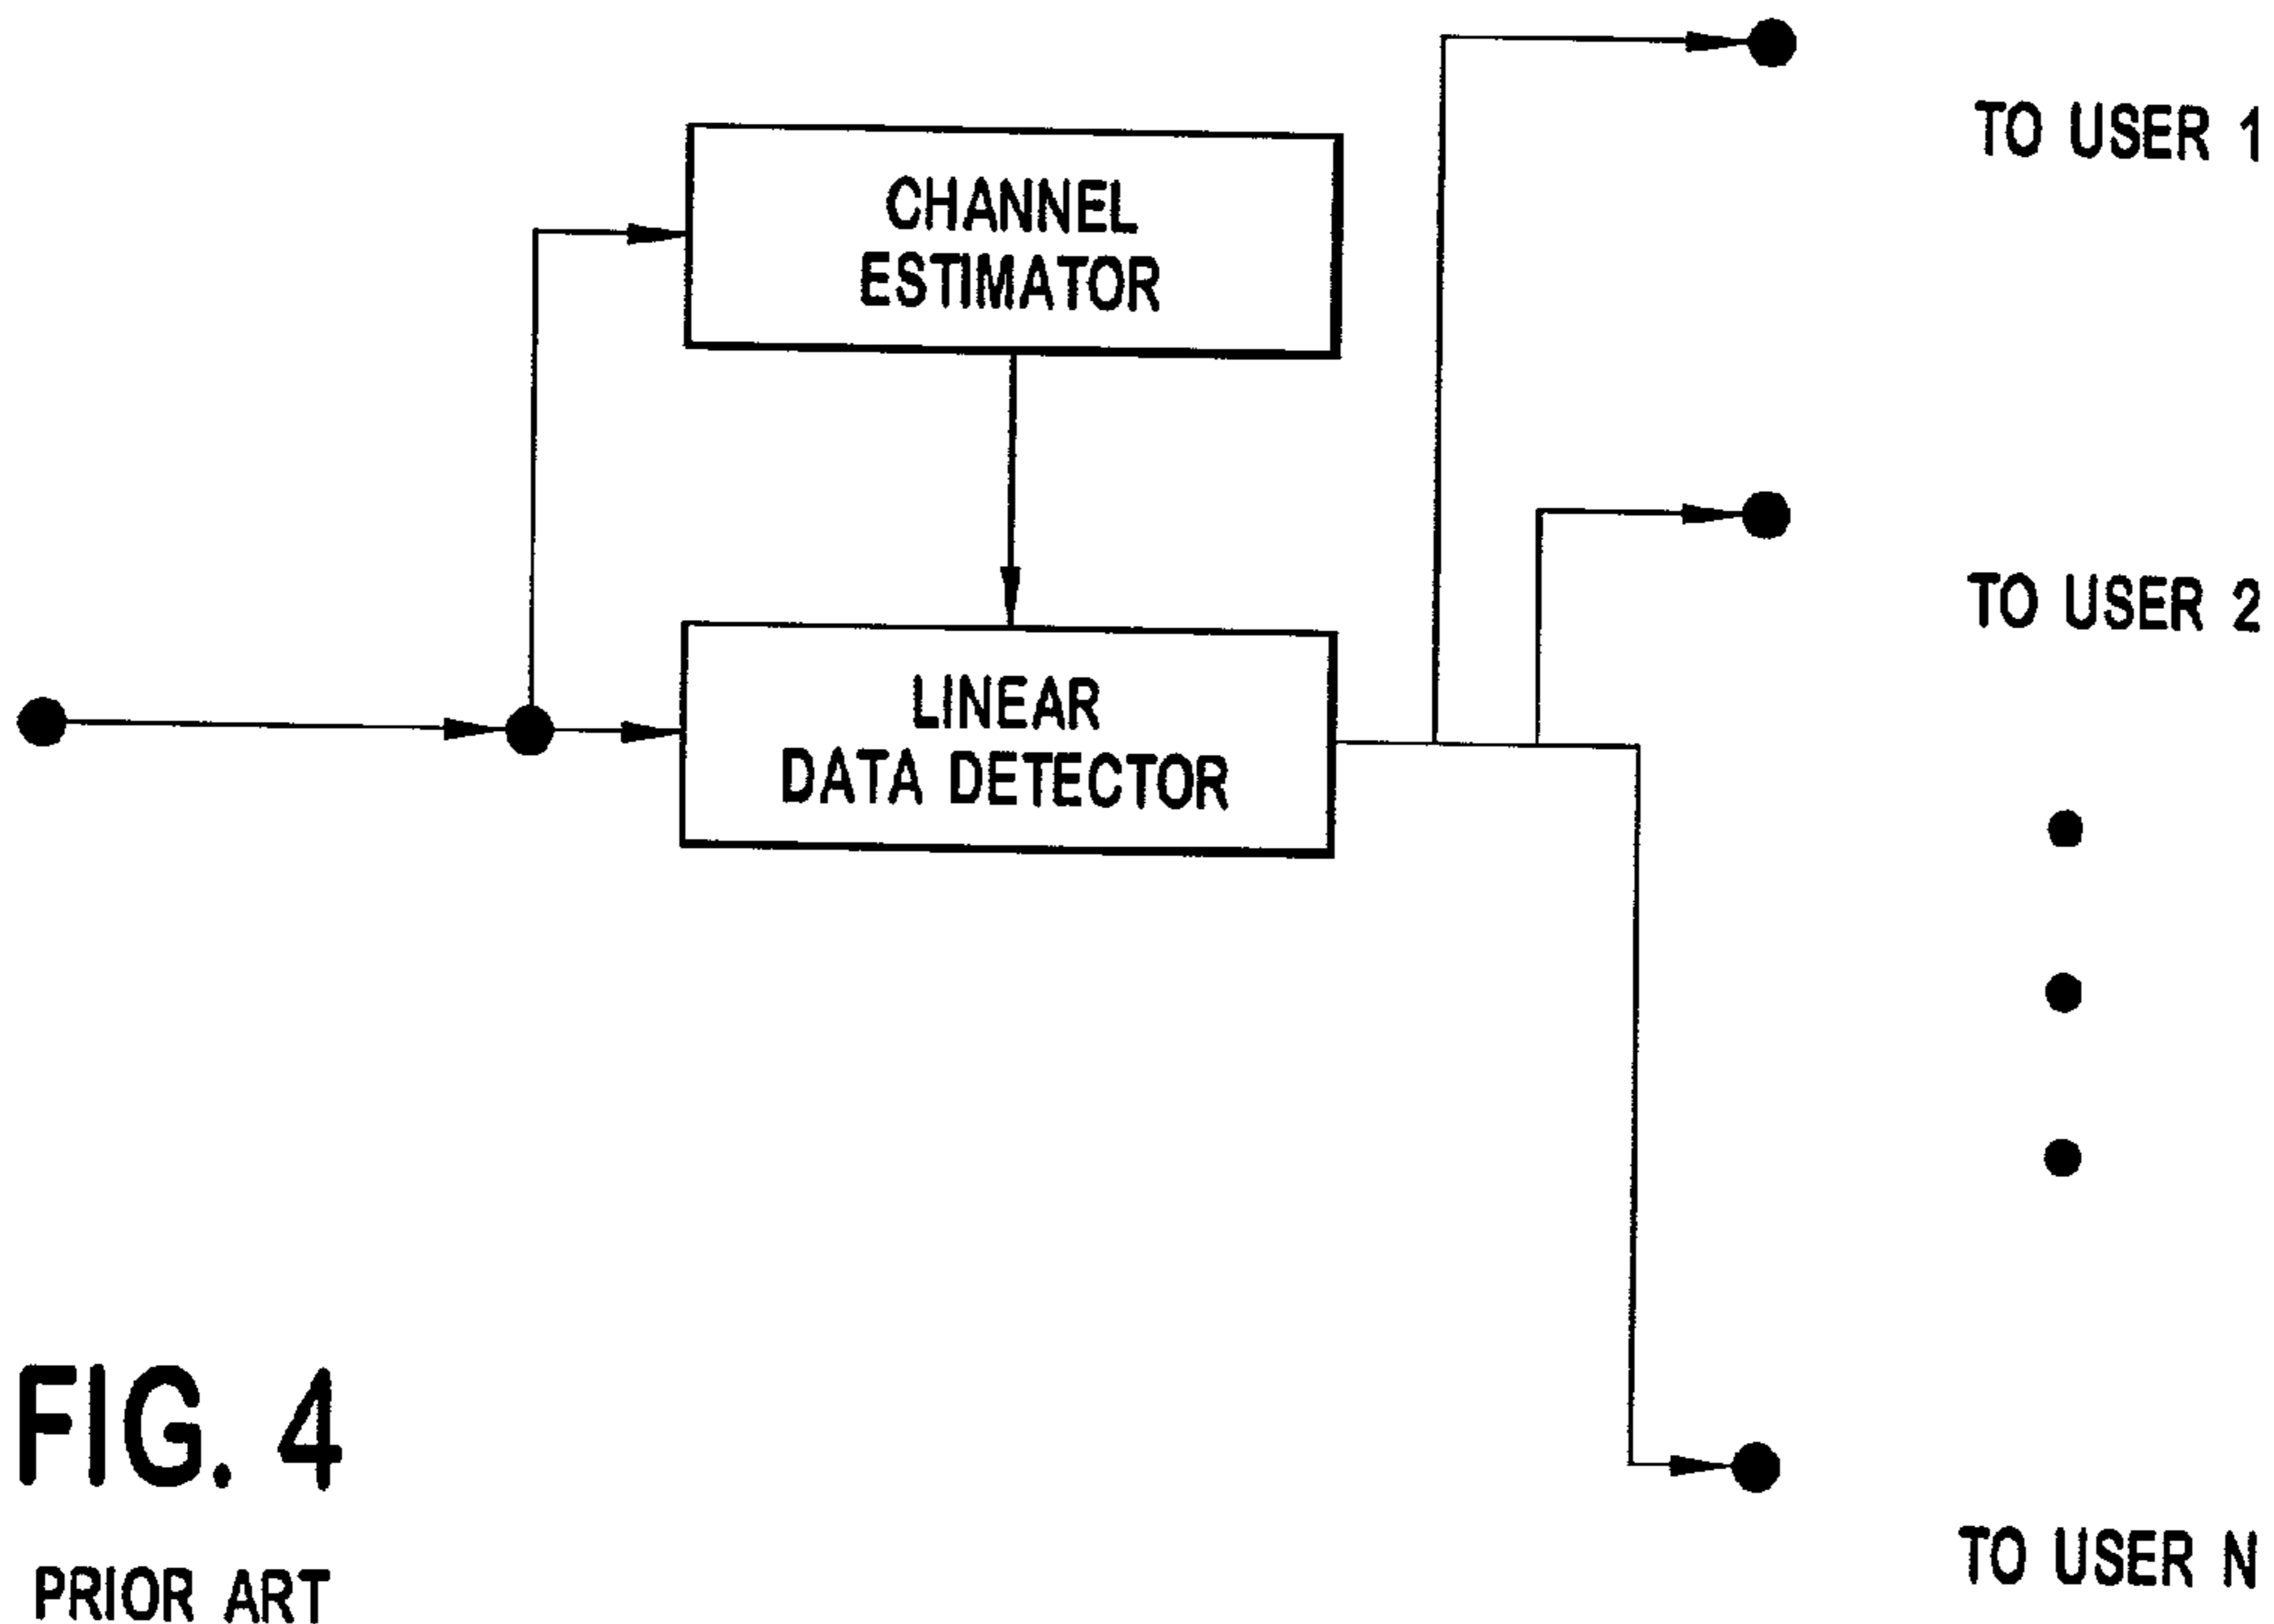 TO USER 1
CHANNEL
ESTIMATOR
TO USER 2
LINEAR
DATA DETECTOR
TO USER N
FIG. 4
PRIOR ART